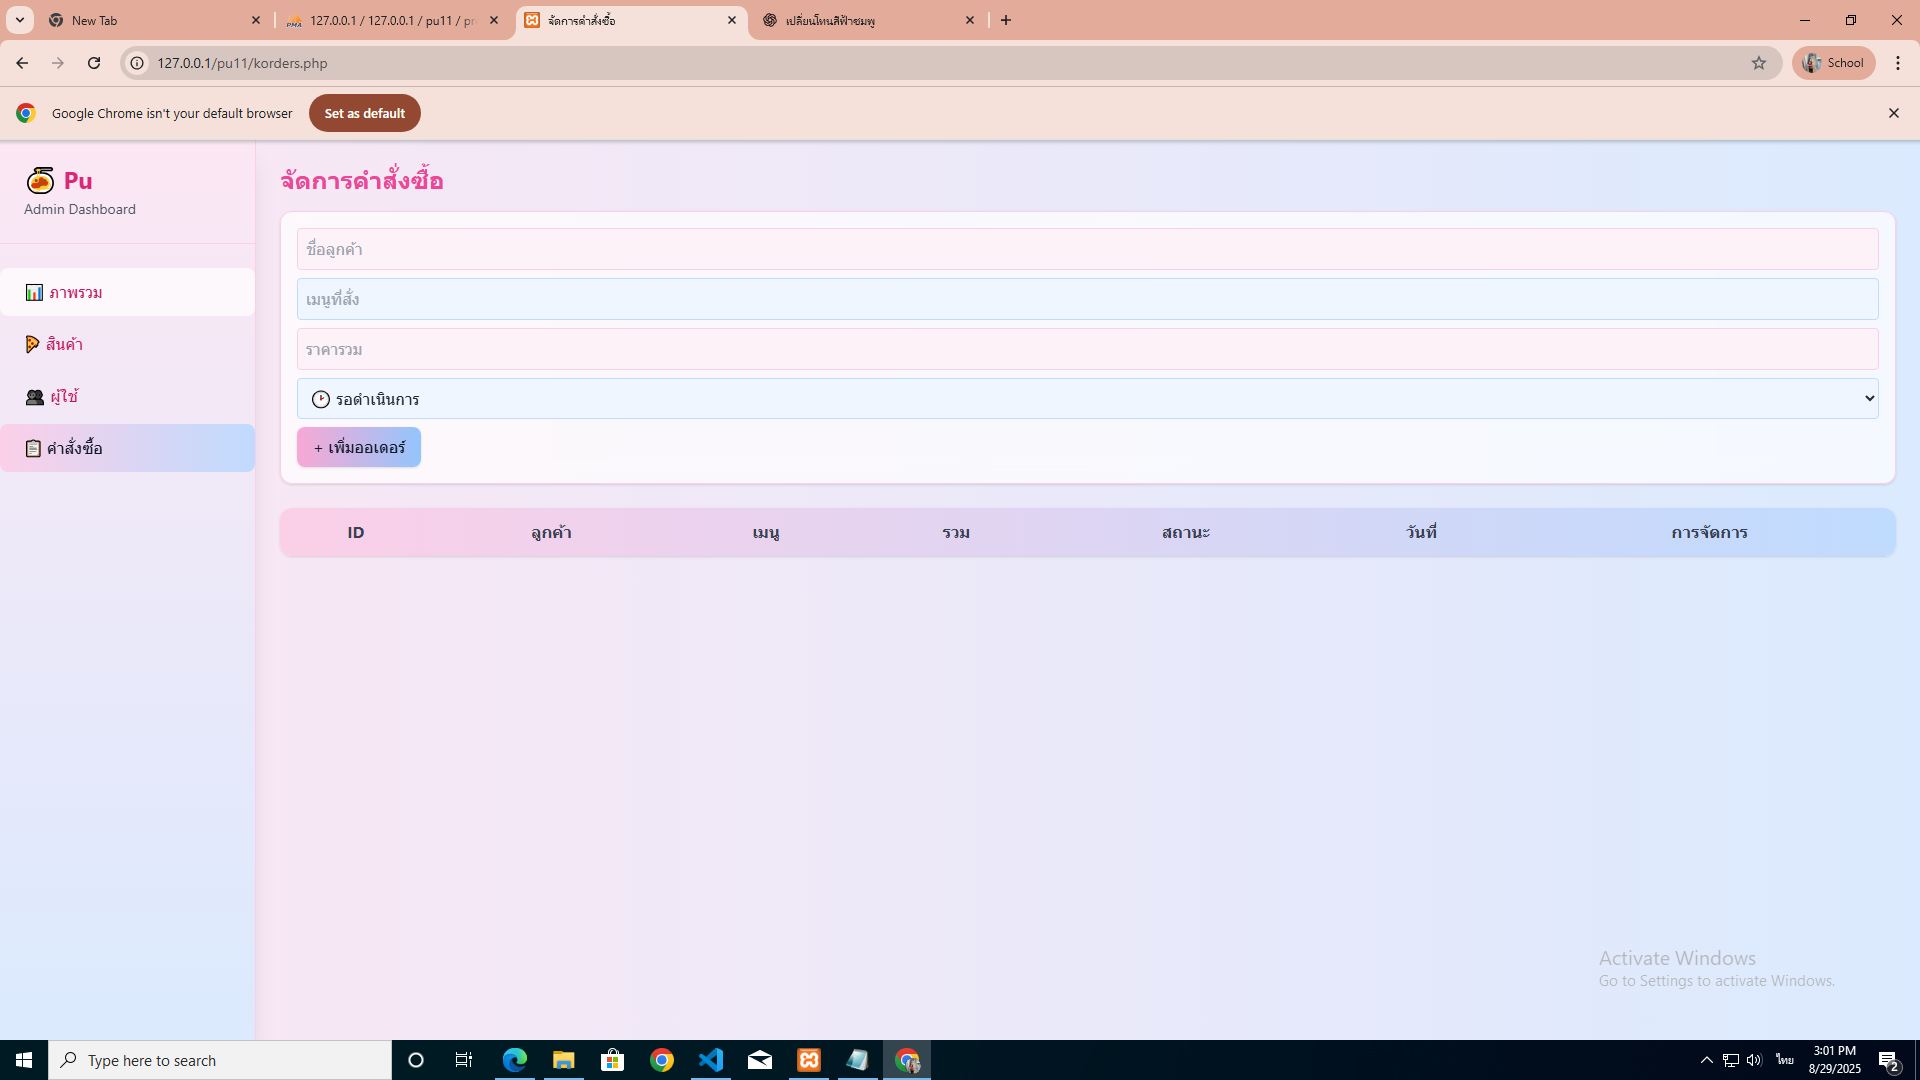 New Tab
127.0.0.1 / 127.0.0.1 / pu11 /
จัดการคำสั่งซื้อ
เปลี่ยนโทนสีฟ้าชมพู
127.0.0.1/pu11/korders.php
School
Google Chrome isn't your default browser
Set as default
Pu
Admin Dashboard
ภาพรวม
สินค้า
ผู้ใช้
คำสั่งซื้อ
จัดการคำสั่งซื้อ
ชื่อลูกค้า
เมนูที่สั่ง
ราคารวม
รอดำเนินการ
+ เพิ่มออเดอร์
ID ลูกค้า เมนู รวม สถานะ วันที่ การจัดการ
Activate Windows
Go to Settings to activate Windows.
Type here to search
ไทย
3:01 PM
8/29/2025
2